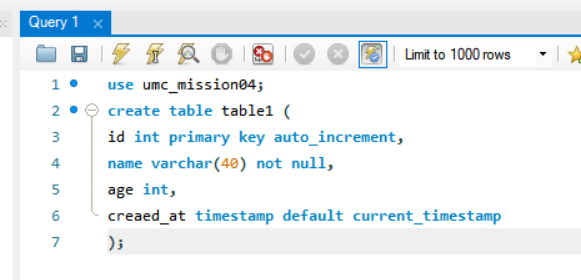 Query 1
Limit to 1000 rows
1 use umc_mission04;
2 create table table1 (
3 id int primary key auto_increment,
4 name varchar(40) not null,
5 age int,
6 creaed_at timestamp default current_timestamp
7 );